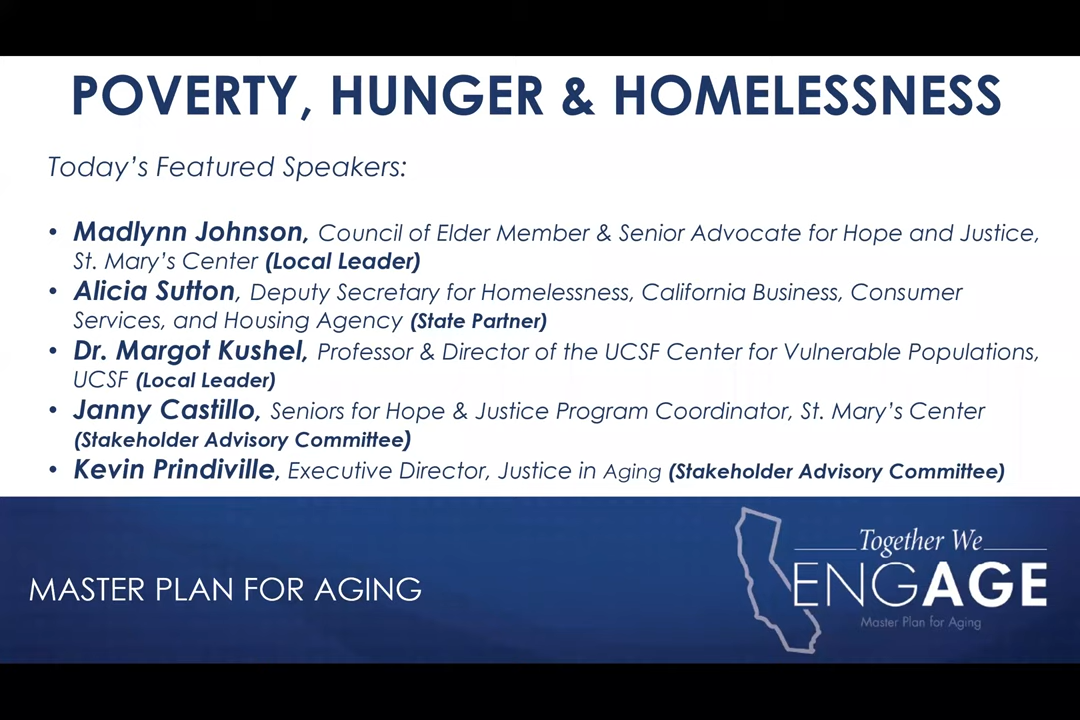 POVERTY, HUNGER & HOMELESSNESS
Today's Featured Speakers:
• Madlynn Johnson, Council of Elder Member & Senior Advocate for Hope and Justice,
St. Mary's Center (Local Leader)
• Alicia Sutton, Deputy Secretary for Homelessness, California Business, Consumer
Services, and Housing Agency (State Partner)
• Dr. Margot Kushel, Professor & Director of the UCSF Center for Vulnerable Populations,
UCSF (Local Leader)
• Janny Castillo, Seniors for Hope & Justice Program Coordinator, St. Mary's Center
(Stakeholder Advisory Committee)
• Kevin Prindiville, Executive Director, Justice in Aging (Stakeholder Advisory Committee)
MASTER PLAN FOR AGING
Together We
ENGAGE
Master Plan for Aging